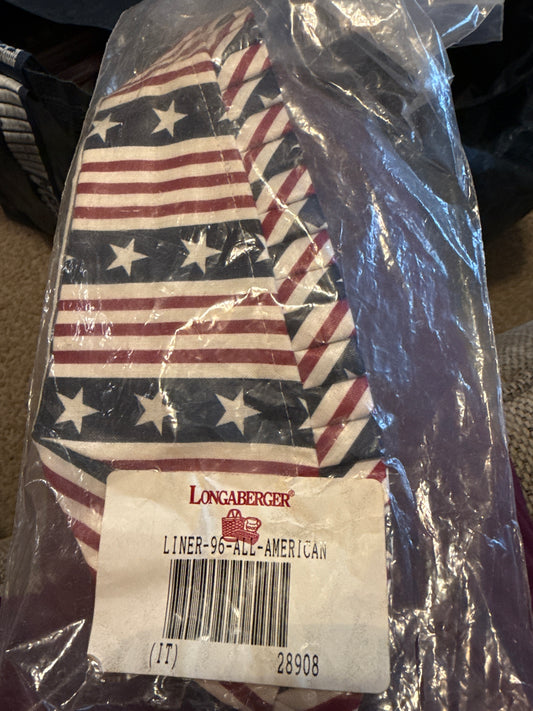 LONGABERGER®
LINER-96-ALL-AMERICAN
(IT) 28908